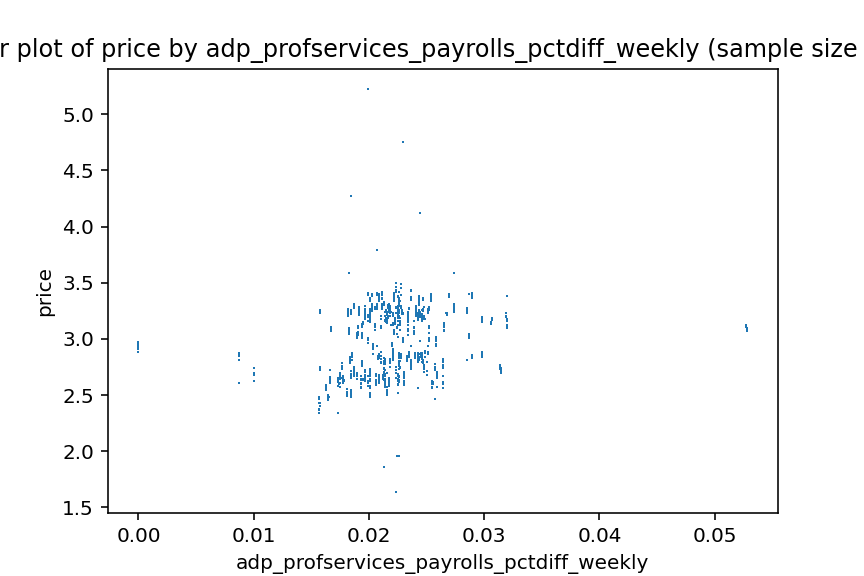 r plot of price by adp_profservices_payrolls_pctdiff_weekly (sample size
5.0
4.5
4.0
3.5
3.0
2.5
2.0
1.5
price
0.00 0.01 0.02 0.03 0.04 0.05
adp_profservices_payrolls_pctdiff_weekly